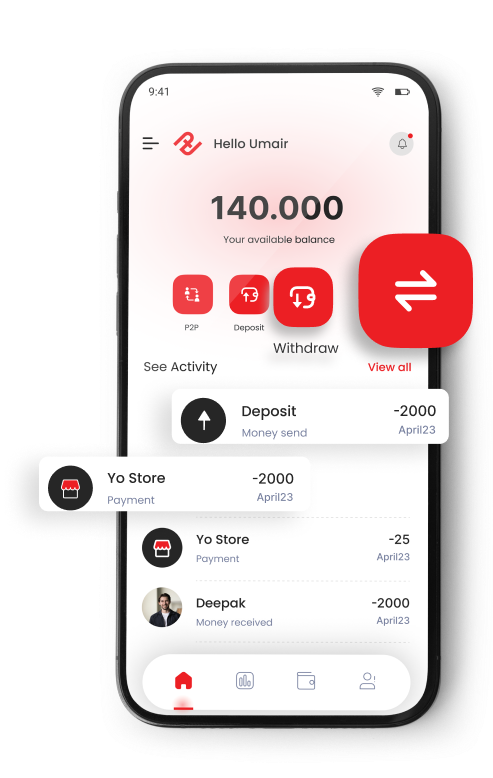 9:41
Hello Umair
140.000
Your available balance
P2P
Deposit
Withdraw
See Activity
View all
Deposit
-2000
Money send
April23
Yo Store
-2000
Payment
April23
Yo Store
-25
Payment
April23
Deepak
-2000
Money received
April23